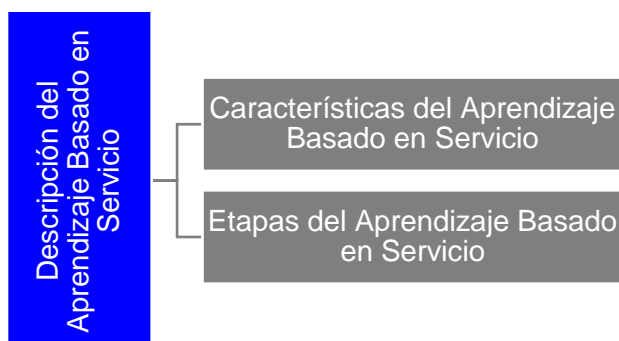 Descripción del
Aprendizaje Basado en
Servicio
Características del Aprendizaje
Basado en Servicio
Etapas del Aprendizaje Basado
en Servicio